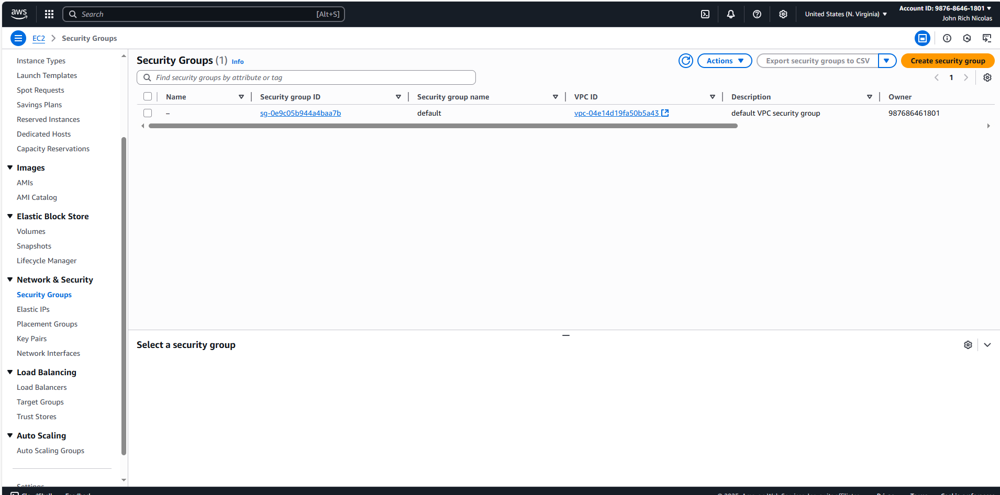 aws
Search [Alt+S]
United States (N. Virginia)
Account ID: 9876-8646-1801
John Rich Nicolas
EC2 Security Groups
Instance Types
Launch Templates
Spot Requests
Savings Plans
Reserved Instances
Dedicated Hosts
Capacity Reservations
Images
AMIs
AMI Catalog
Elastic Block Store
Volumes
Snapshots
Lifecycle Manager
Network & Security
Security Groups
Elastic IPs
Placement Groups
Key Pairs
Network Interfaces
Load Balancing
Load Balancers
Target Groups
Trust Stores
Auto Scaling
Auto Scaling Groups
Settings
Security Groups (1) Info
Actions
Export security groups to CSV
Create security group
Find security groups by attribute or tag
1
Name Security group ID Security group name VPC ID Description Owner
– sg-0e9c05b944a4baa7b default vpc-04e14d19fa50b5a43 default VPC security group 987686461801
Select a security group
CloudShell Feedback